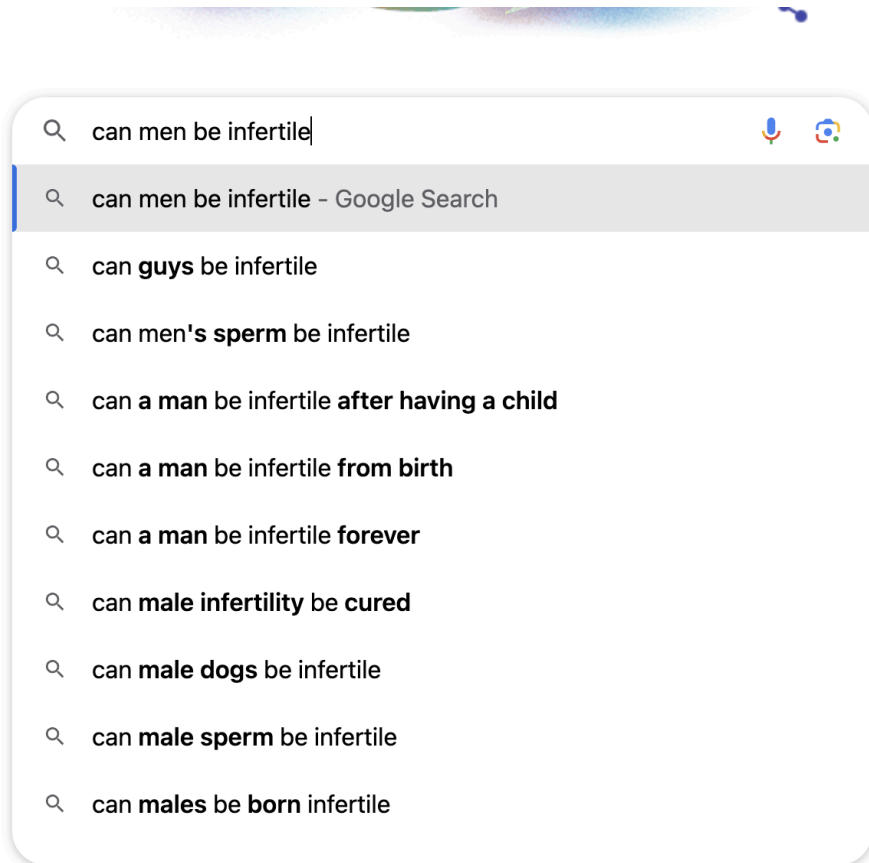 can men be infertile
can men be infertile - Google Search
can guys be infertile
can men's sperm be infertile
can a man be infertile after having a child
can a man be infertile from birth
can a man be infertile forever
can male infertility be cured
can male dogs be infertile
can male sperm be infertile
can males be born infertile